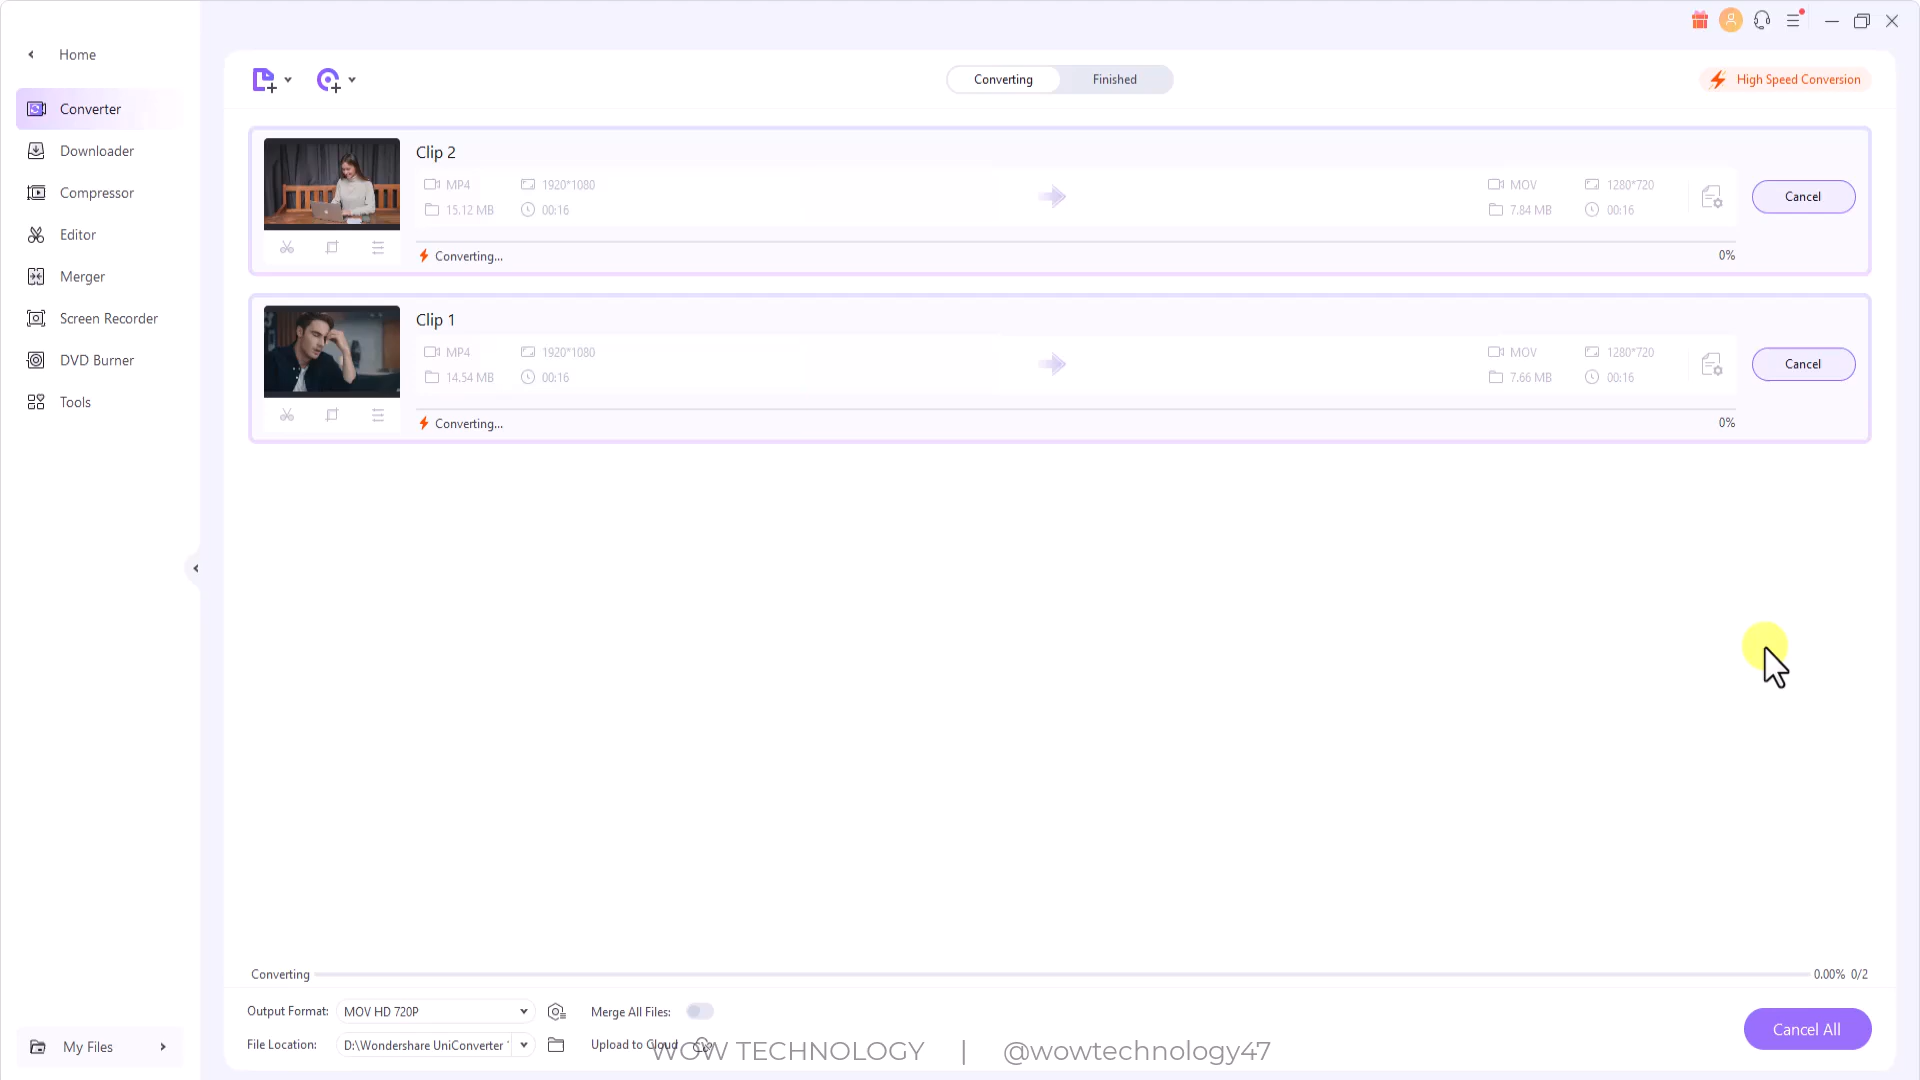 Home
Converter
Downloader
Compressor
Editor
Merger
Screen Recorder
DVD Burner
Tools
My Files
Converting
Finished
High Speed Conversion
Clip 2
MP4
1920*1080
15.12 MB
00:16
MOV
1280*720
7.84 MB
00:16
Cancel
Converting...
0%
Clip 1
MP4
1920*1080
14.54 MB
00:16
MOV
1280*720
7.66 MB
00:16
Cancel
Converting...
0%
Converting
0.00% 0/2
Output Format:
MOV HD 720P
Merge All Files:
File Location:
D:\Wondershare UniConverter
Upload to Cloud
Cancel All
WOW TECHNOLOGY | @wowtechnology47